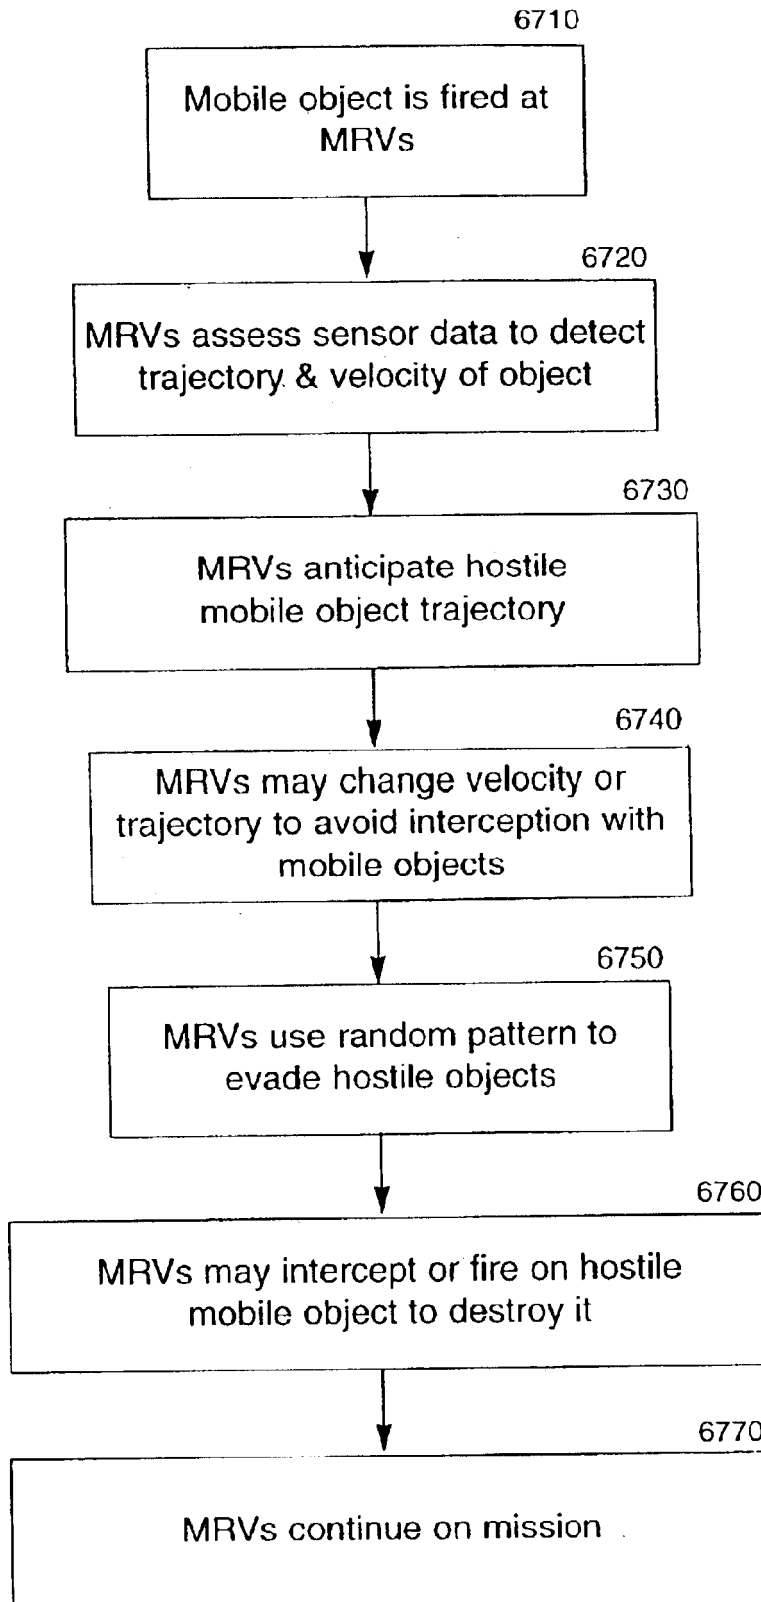 6710
Mobile object is fired at
MRVs
6720
MRVs assess sensor data to detect
trajectory & velocity of object
6730
MRVs anticipate hostile
mobile object trajectory
6740
MRVs may change velocity or
trajectory to avoid interception with
mobile objects
6750
MRVs use random pattern to
evade hostile objects
6760
MRVs may intercept or fire on hostile
mobile object to destroy it
6770
MRVs continue on mission